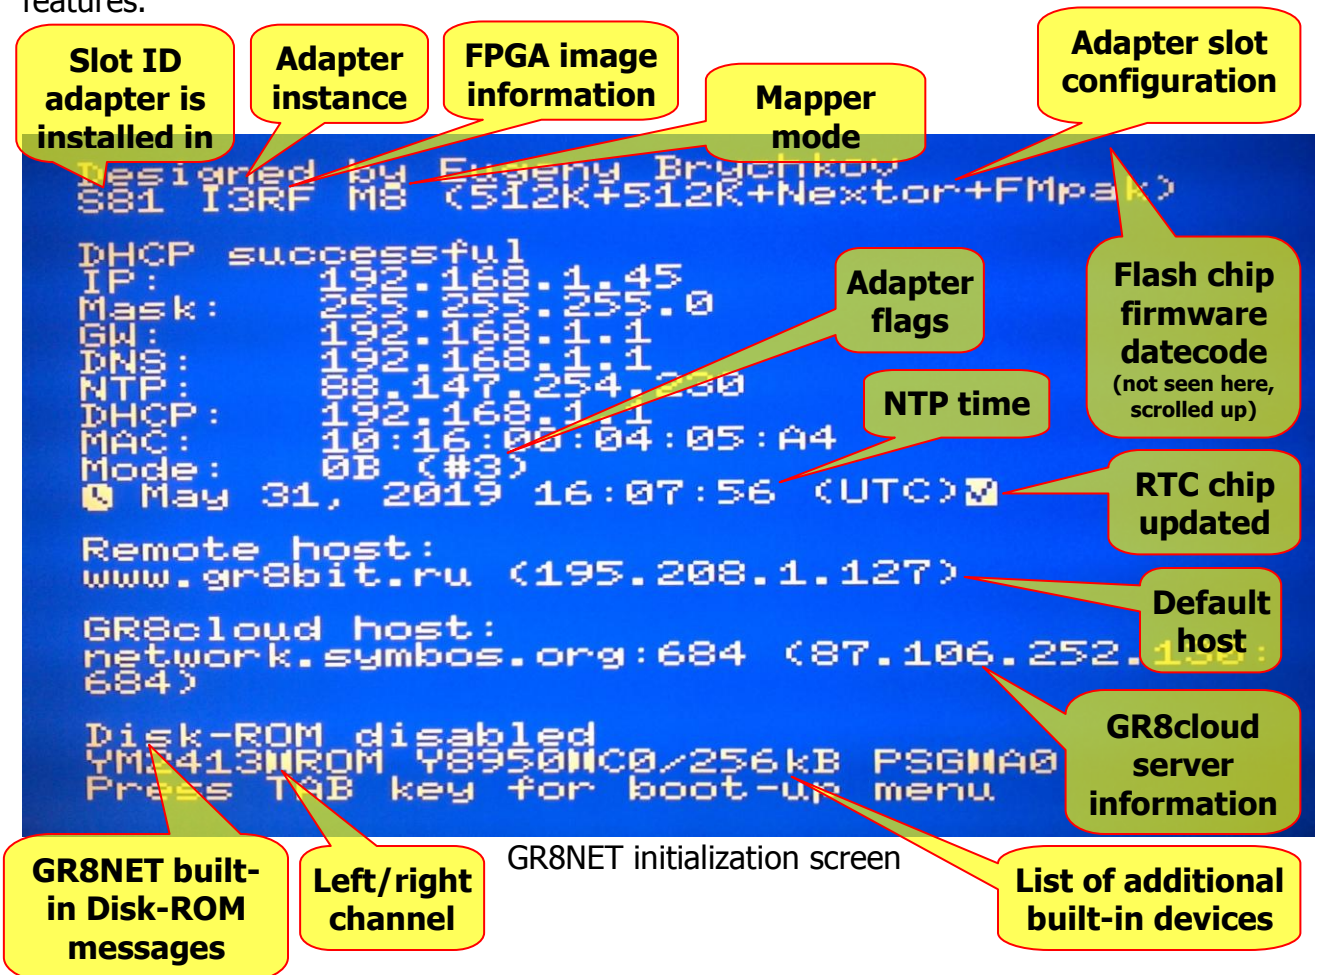 features.
Slot ID
adapter is
installed in
Adapter
instance
FPGA image
information
Mapper
mode
Adapter slot
configuration
Designed by Eugeny Brychkov
S81 I3RF M8 (512K+512K+Nextor+FMpak)
DHCP successful
IP: 192.168.1.45
Mask: 255.255.255.0
GW: 192.168.1.1
DNS: 192.168.1.1
NTP: 88.147.254.230
DHCP: 192.168.1.1
MAC: 10:16:00:04:05:A4
Mode: 0B (#3)
May 31, 2019 16:07:56 (UTC)
Adapter
flags
NTP time
Flash chip
firmware
datecode
(not seen here,
scrolled up)
RTC chip
updated
Remote host:
www.gr8bit.ru (195.208.1.127)
Default
host
GR8cloud host:
network.symbos.org:684 (87.106.252.
684)
GR8cloud
server
information
Disk-ROM disabled
YM2413 ROM Y8950 C0/256kB PSG A0
Press TAB key for boot-up menu
GR8NET built-
in Disk-ROM
messages
Left/right
channel
GR8NET initialization screen
List of additional
built-in devices